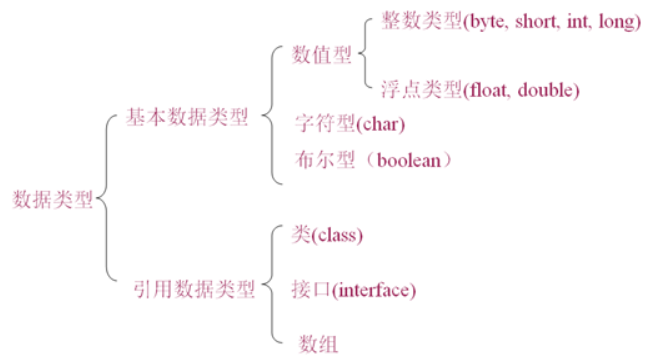 整数类型(byte, short, int, long)
数值型
浮点类型(float, double)
基本数据类型
字符型(char)
布尔型（boolean）
数据类型
类(class)
引用数据类型
接口(interface)
数组